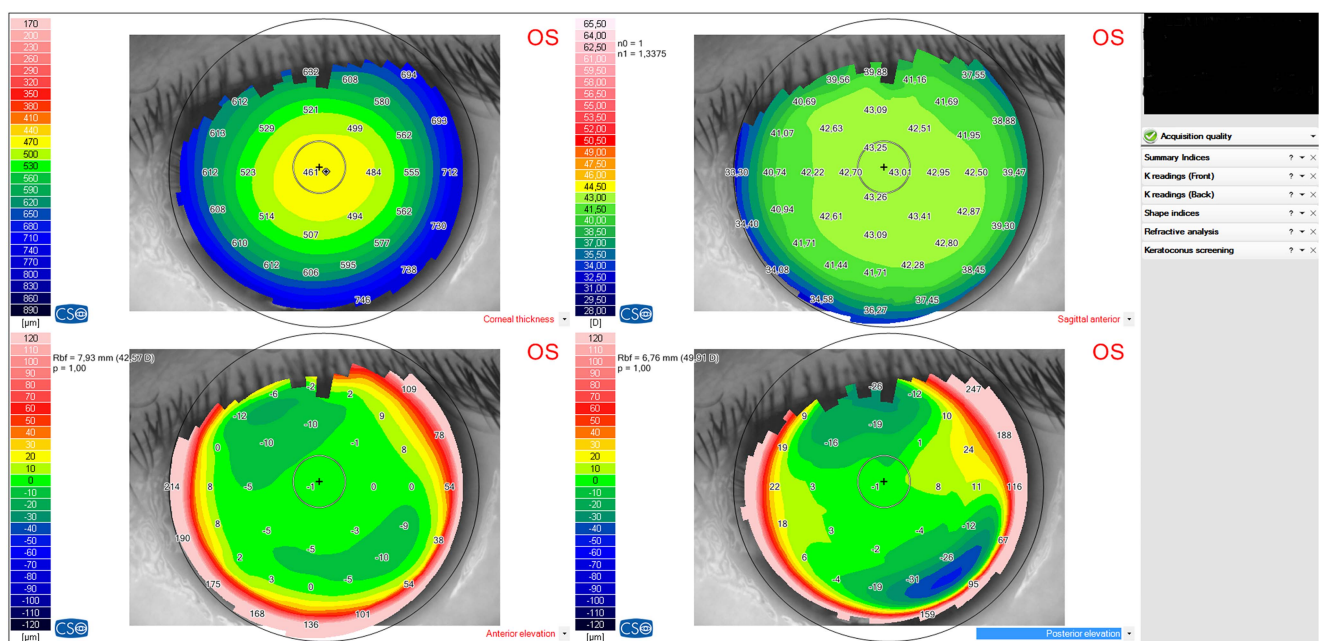 170
200
230
260
290
320
350
380
410
440
470
500
530
560
590
620
650
680
710
740
770
800
830
860
890
[µm]
CSO
OS
632 608 694
612 521 580
613 529 499 562 693
612 523 461 484 555 712
608 514 494 562 730
610 507 577
612 606 595 738
746
Corneal thickness
65,50
64,00
62,50
61,00
59,50
58,00
56,50
55,00
53,50
52,00
50,50
49,00
47,50
46,00
44,50
43,00
41,50
40,00
38,50
37,00
35,50
34,00
32,50
31,00
29,50
28,00
[D]
n0 = 1
n1 = 1,3375
CSO
OS
39,56 39,88 41,16 37,55
40,69 43,09 41,69
41,07 42,63 42,51 41,95 38,88
43,25
33,30 40,74 42,22 42,70 43,01 42,95 42,50 39,47
43,26
34,40 40,94 42,61 43,41 42,87 39,30
41,71 43,09 42,80
34,08 41,44 41,71 42,28 38,45
34,58 36,27 37,45
Sagittal anterior
120
110
100
90
80
70
60
50
40
30
20
10
0
-10
-20
-30
-40
-50
-60
-70
-80
-90
-100
-110
-120
[µm]
Rbf = 7,93 mm (42,57 D)
p = 1,00
CSO
OS
-6 -2 2 109
-12 -10 9
0 -10 -1 8 78
214 8 -5 -1 0 0 54
190 8 -5 -3 -9 38
2 -5 -10
175 3 0 -5 54
168 136 101
Anterior elevation
120
110
100
90
80
70
60
50
40
30
20
10
0
-10
-20
-30
-40
-50
-60
-70
-80
-90
-100
-110
-120
[µm]
Rbf = 6,76 mm (49,91 D)
p = 1,00
CSO
OS
-26 -12 247
9 -19 10
19 -16 1 24 188
22 3 -1 8 11 116
18 3 -12 67
6 -2 -26
-4 -19 -31 95
159
Posterior elevation
Acquisition quality
Summary Indices ? ×
K readings (Front) ? ×
K readings (Back) ? ×
Shape indices ? ×
Refractive analysis ? ×
Keratoconus screening ? ×